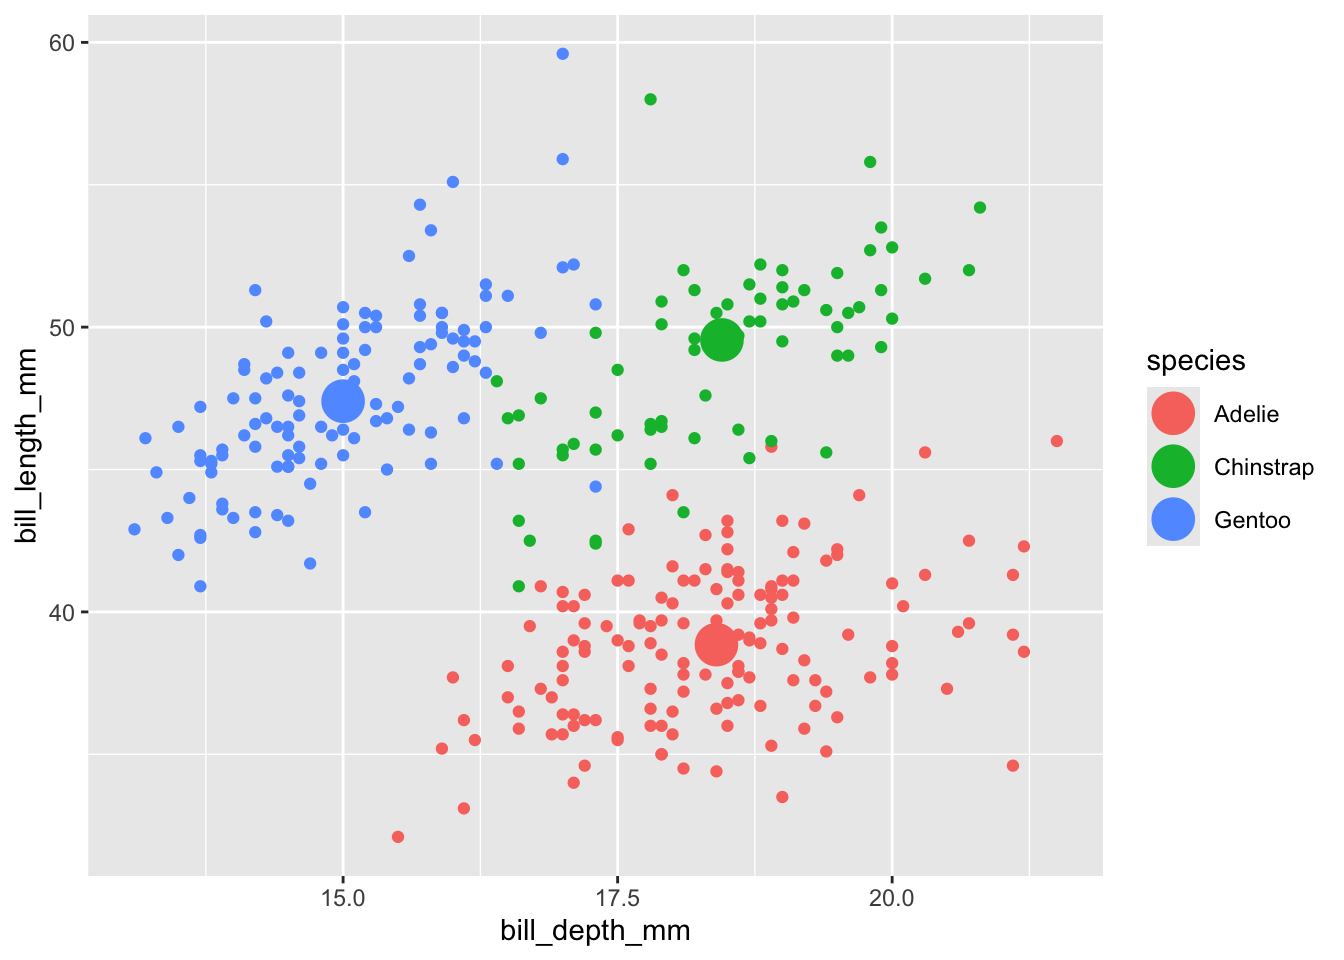 60
50
40
bill_length_mm
15.0
17.5
20.0
bill_depth_mm
species
Adelie
Chinstrap
Gentoo